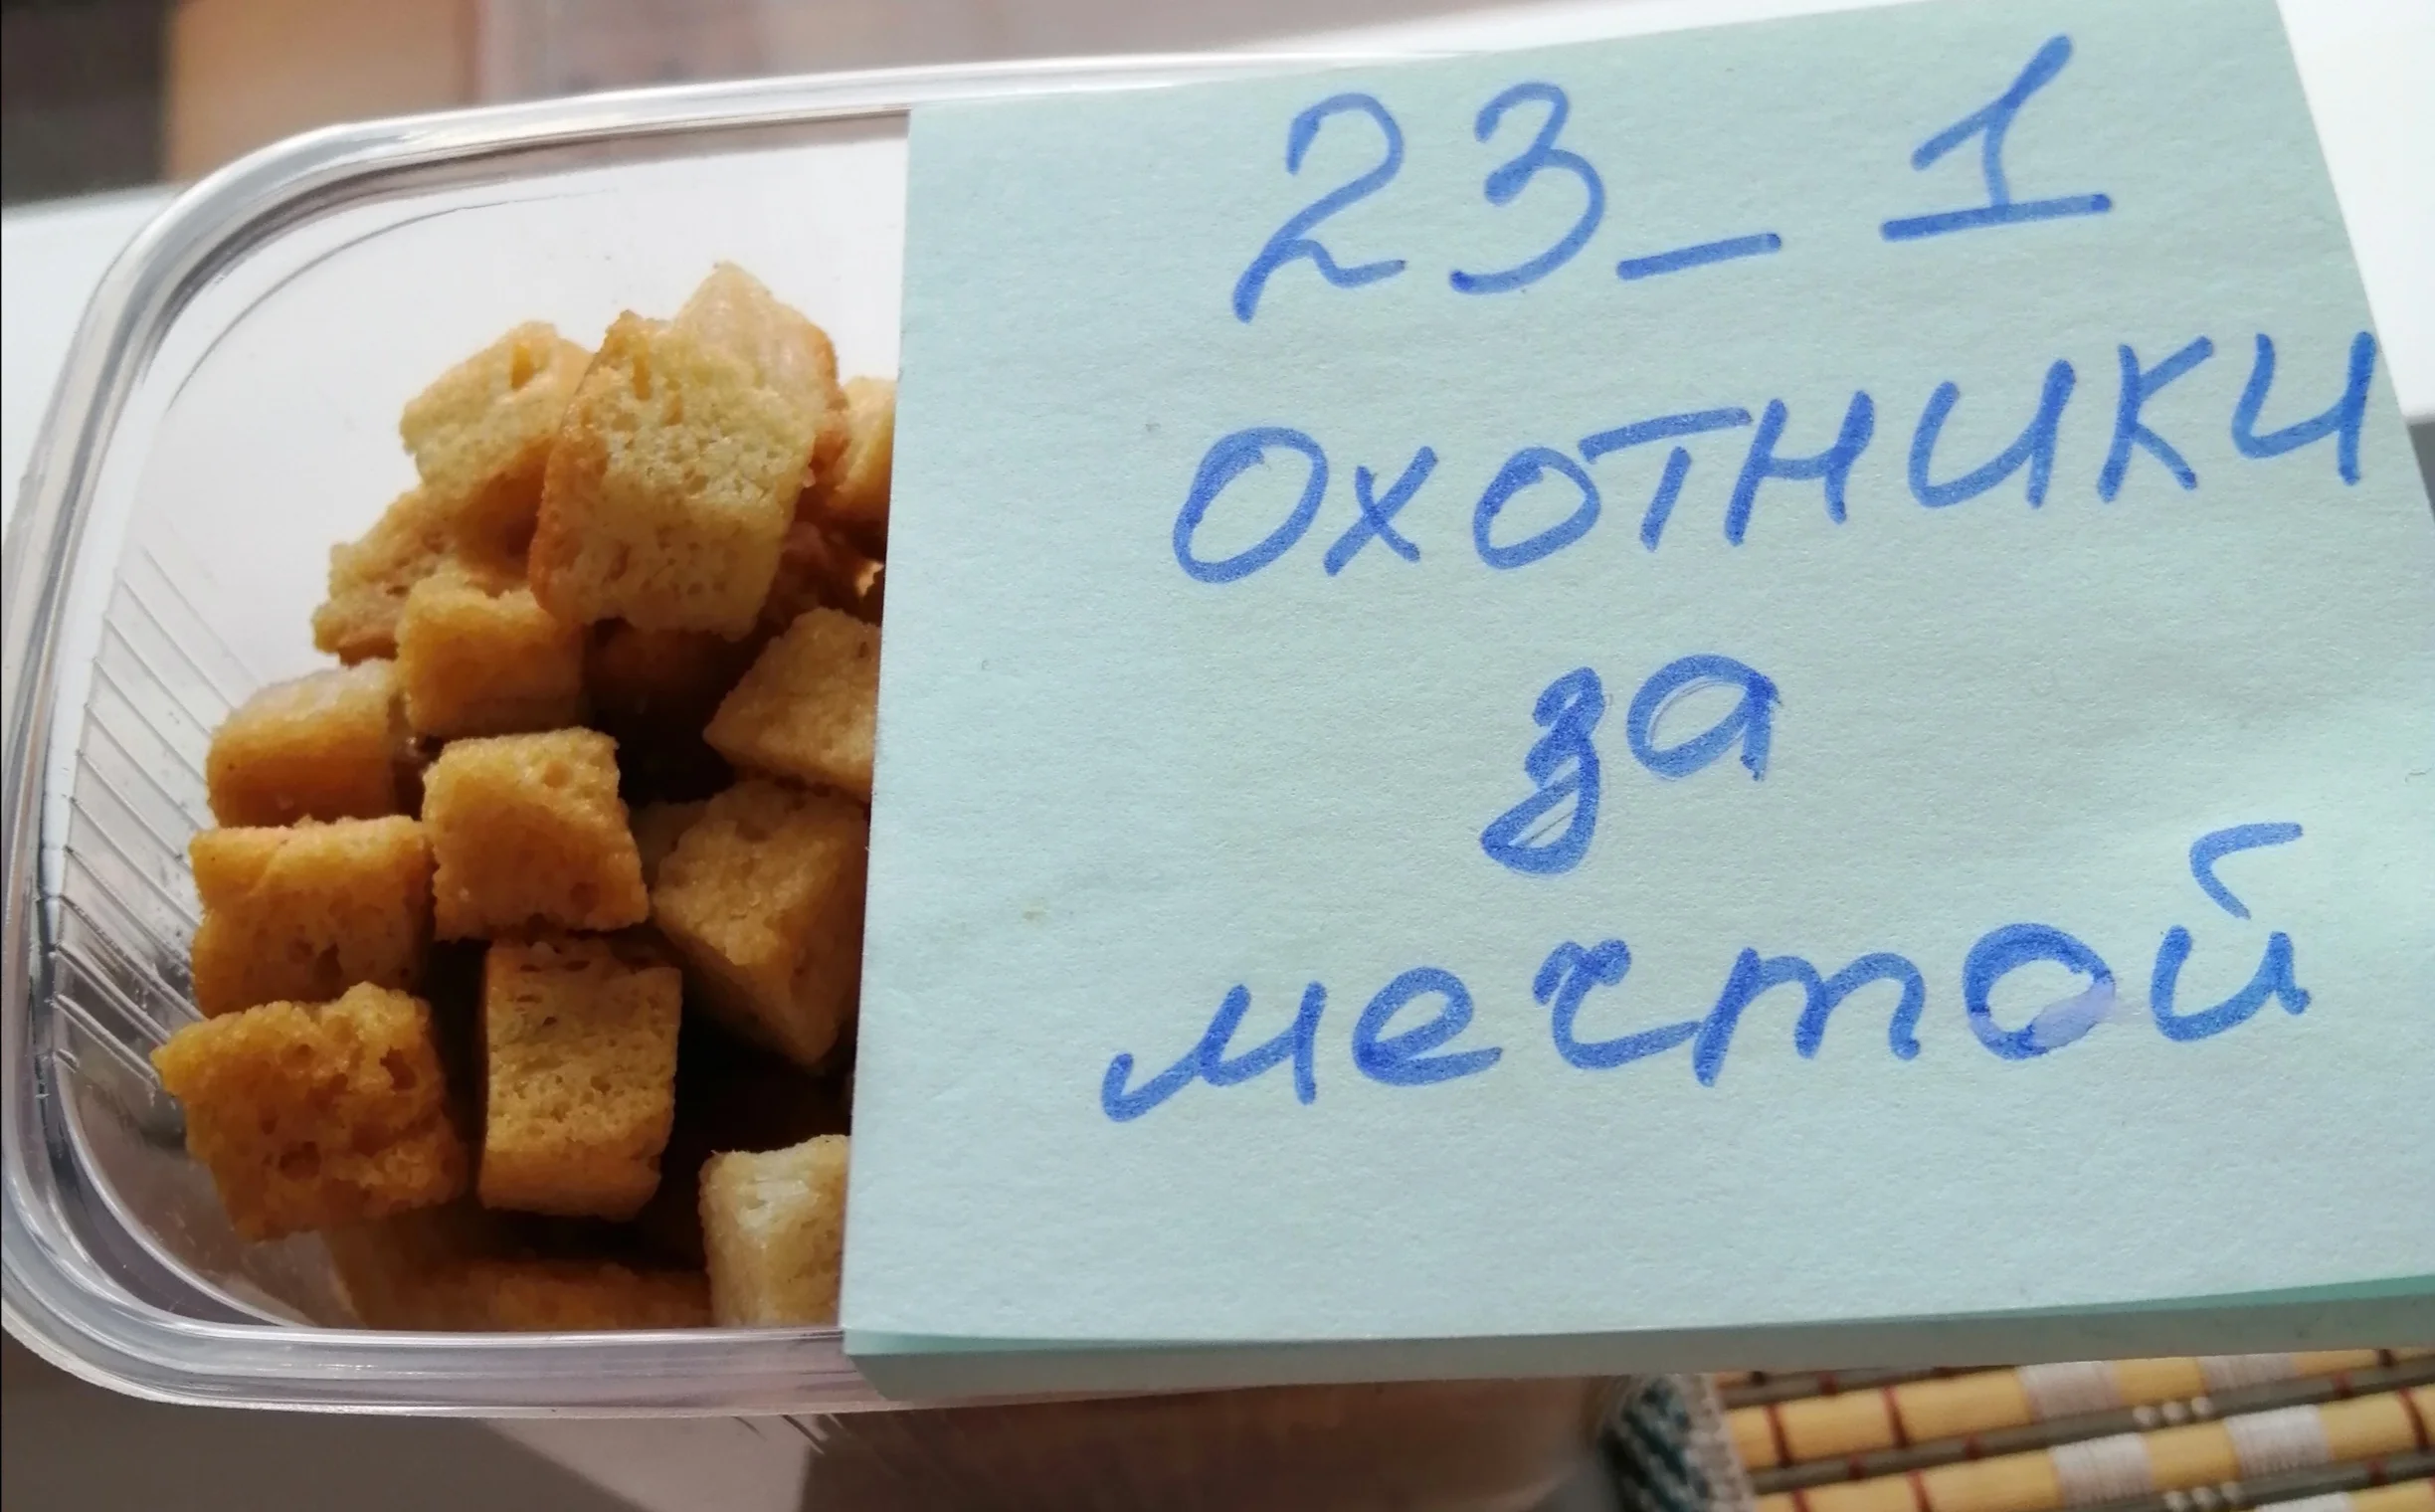 23_1
Охотники
за
мечтой